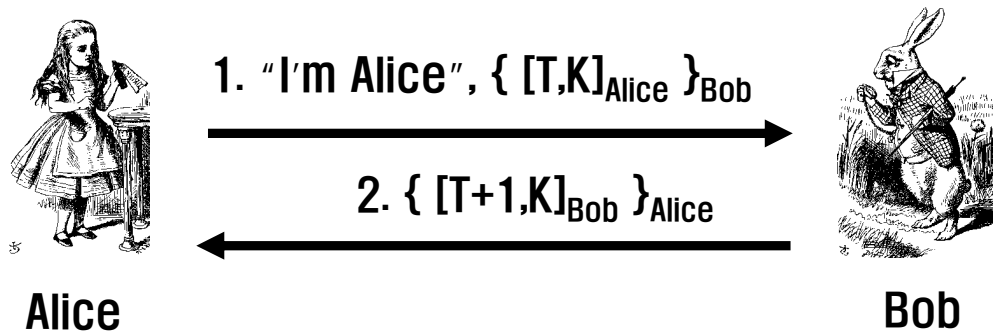 1. "I'm Alice", { [T,K]Alice }Bob
2. { [T+1,K]Bob }Alice
Alice
Bob